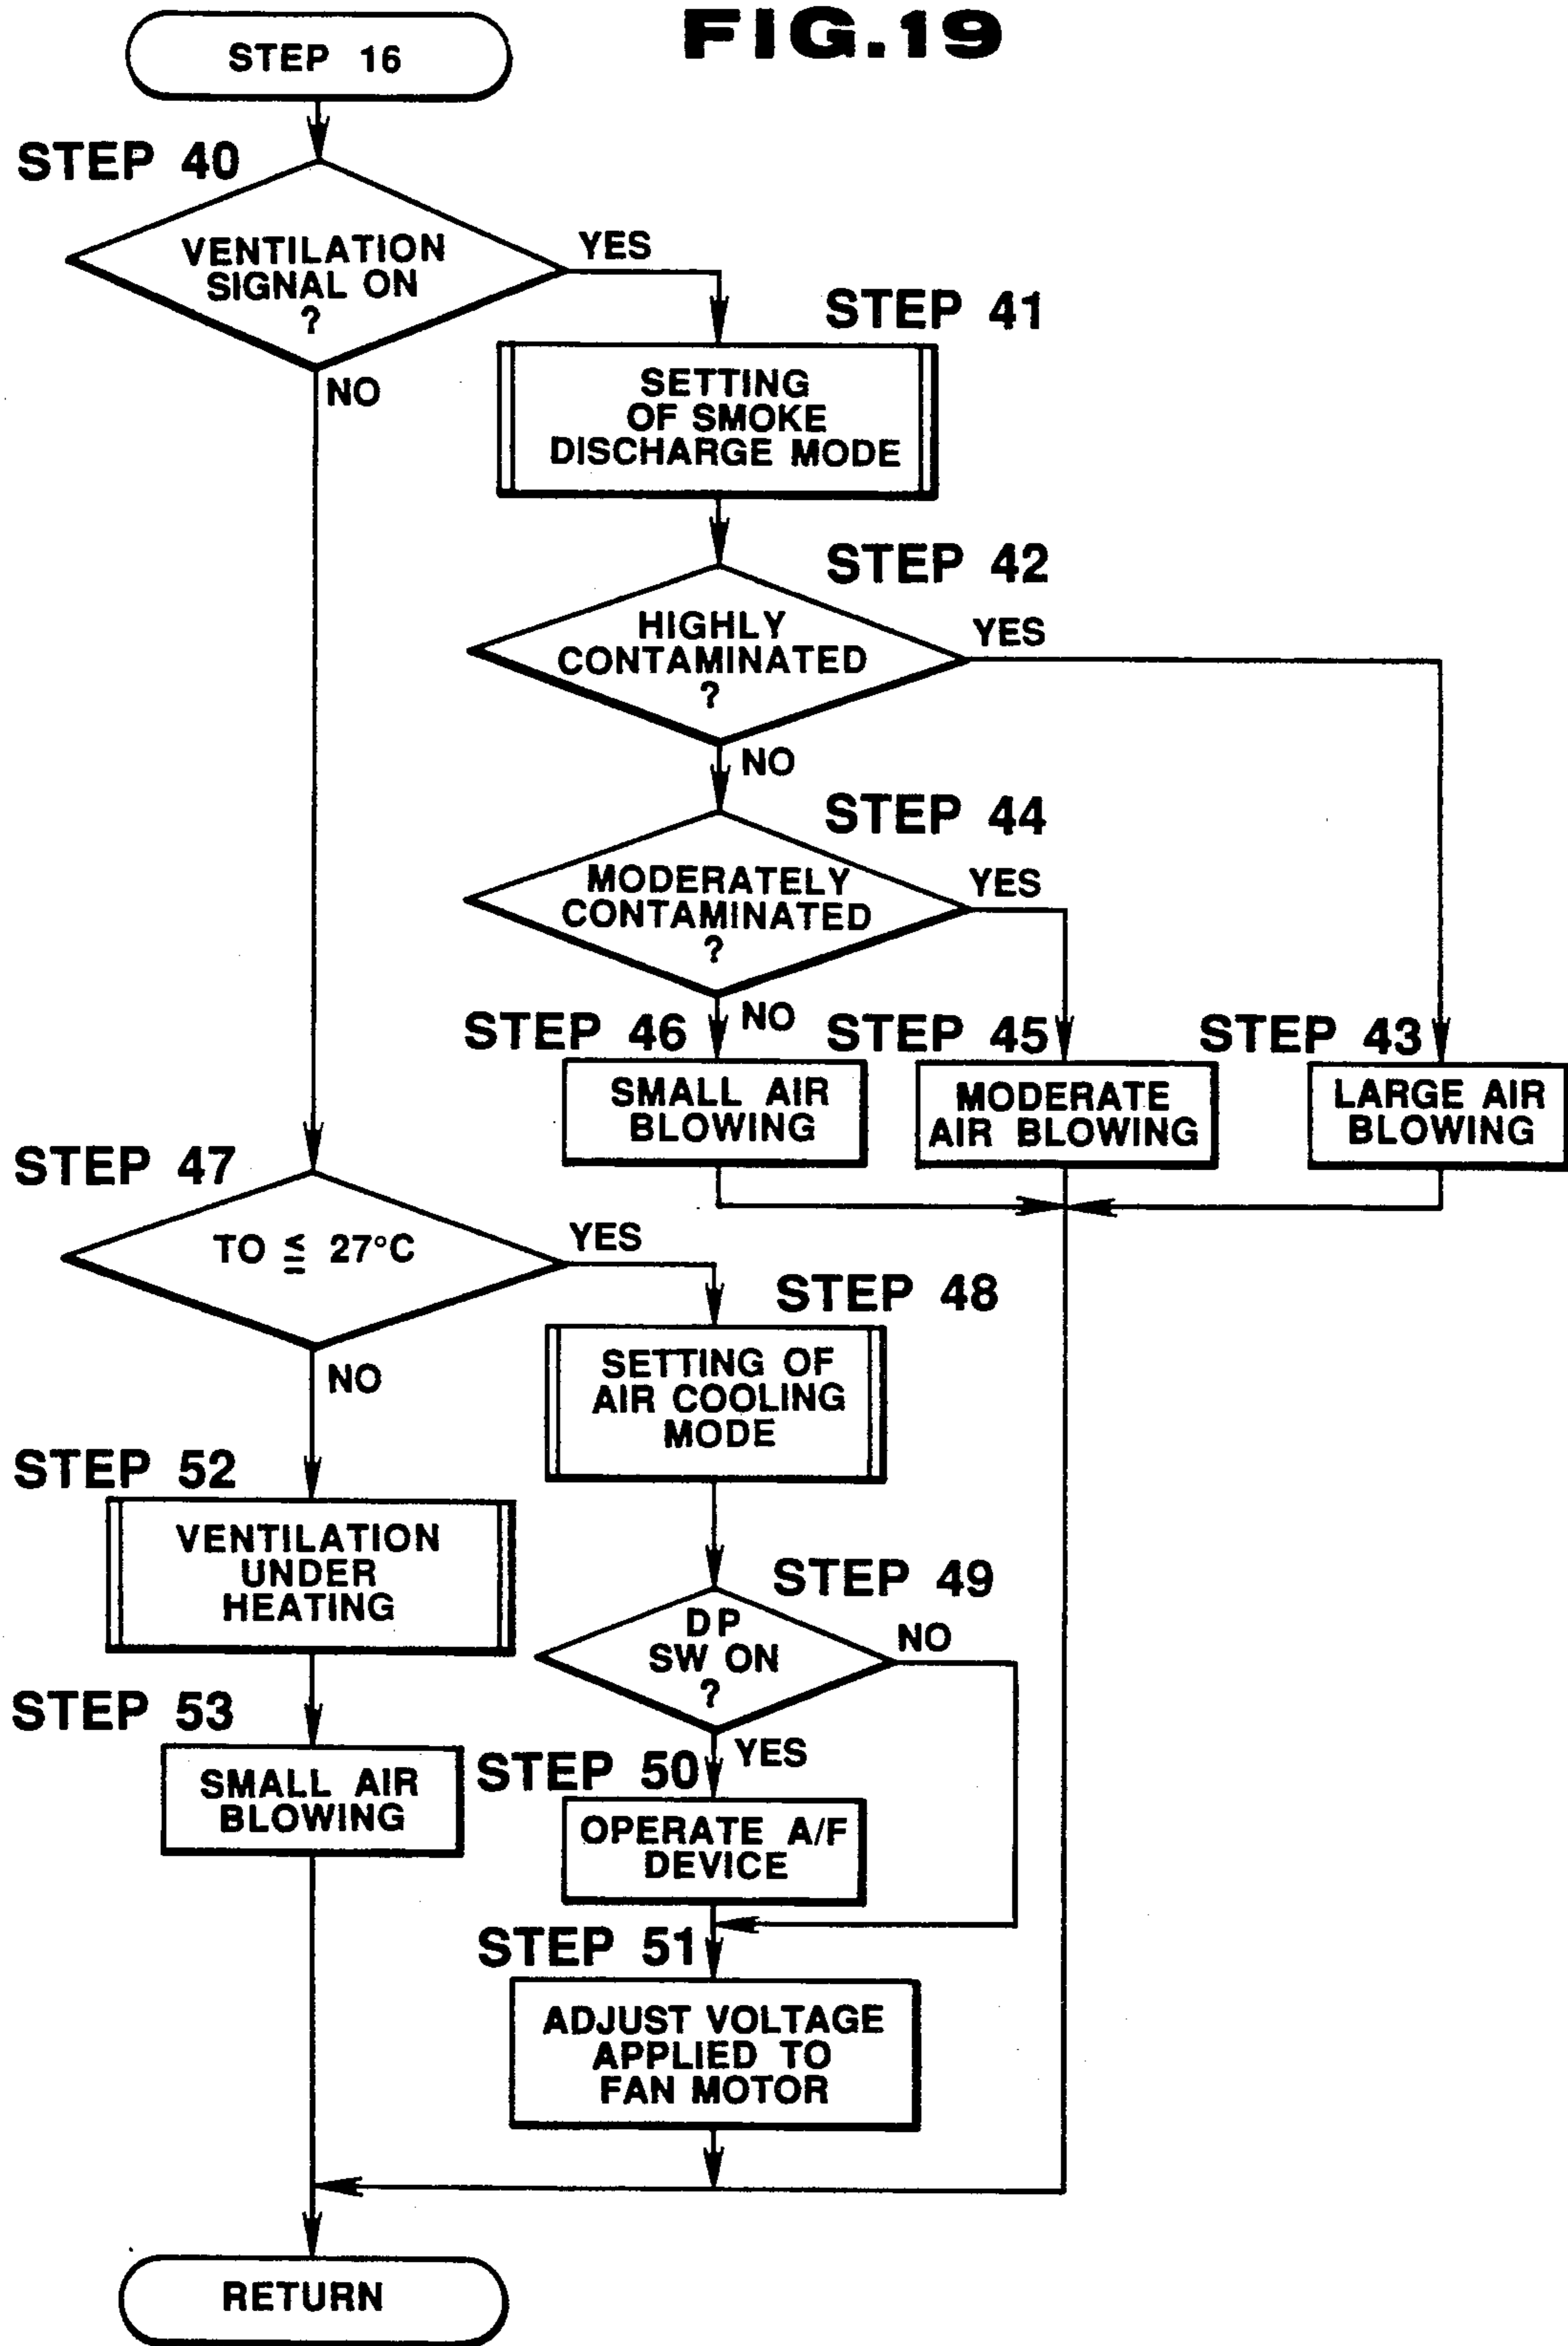 FIG.19
STEP 16
STEP 40
VENTILATION
SIGNAL ON
?
YES
NO
STEP 41
SETTING
OF SMOKE
DISCHARGE MODE
STEP 42
HIGHLY
CONTAMINATED
?
YES
NO
STEP 44
MODERATELY
CONTAMINATED
?
YES
NO
STEP 46
SMALL AIR
BLOWING
STEP 45
MODERATE
AIR BLOWING
STEP 43
LARGE AIR
BLOWING
STEP 47
TO ≦ 27°C
YES
NO
STEP 48
SETTING OF
AIR COOLING
MODE
STEP 52
VENTILATION
UNDER
HEATING
STEP 49
DP
SW ON
?
NO
YES
STEP 53
SMALL AIR
BLOWING
STEP 50
OPERATE A/F
DEVICE
STEP 51
ADJUST VOLTAGE
APPLIED TO
FAN MOTOR
RETURN